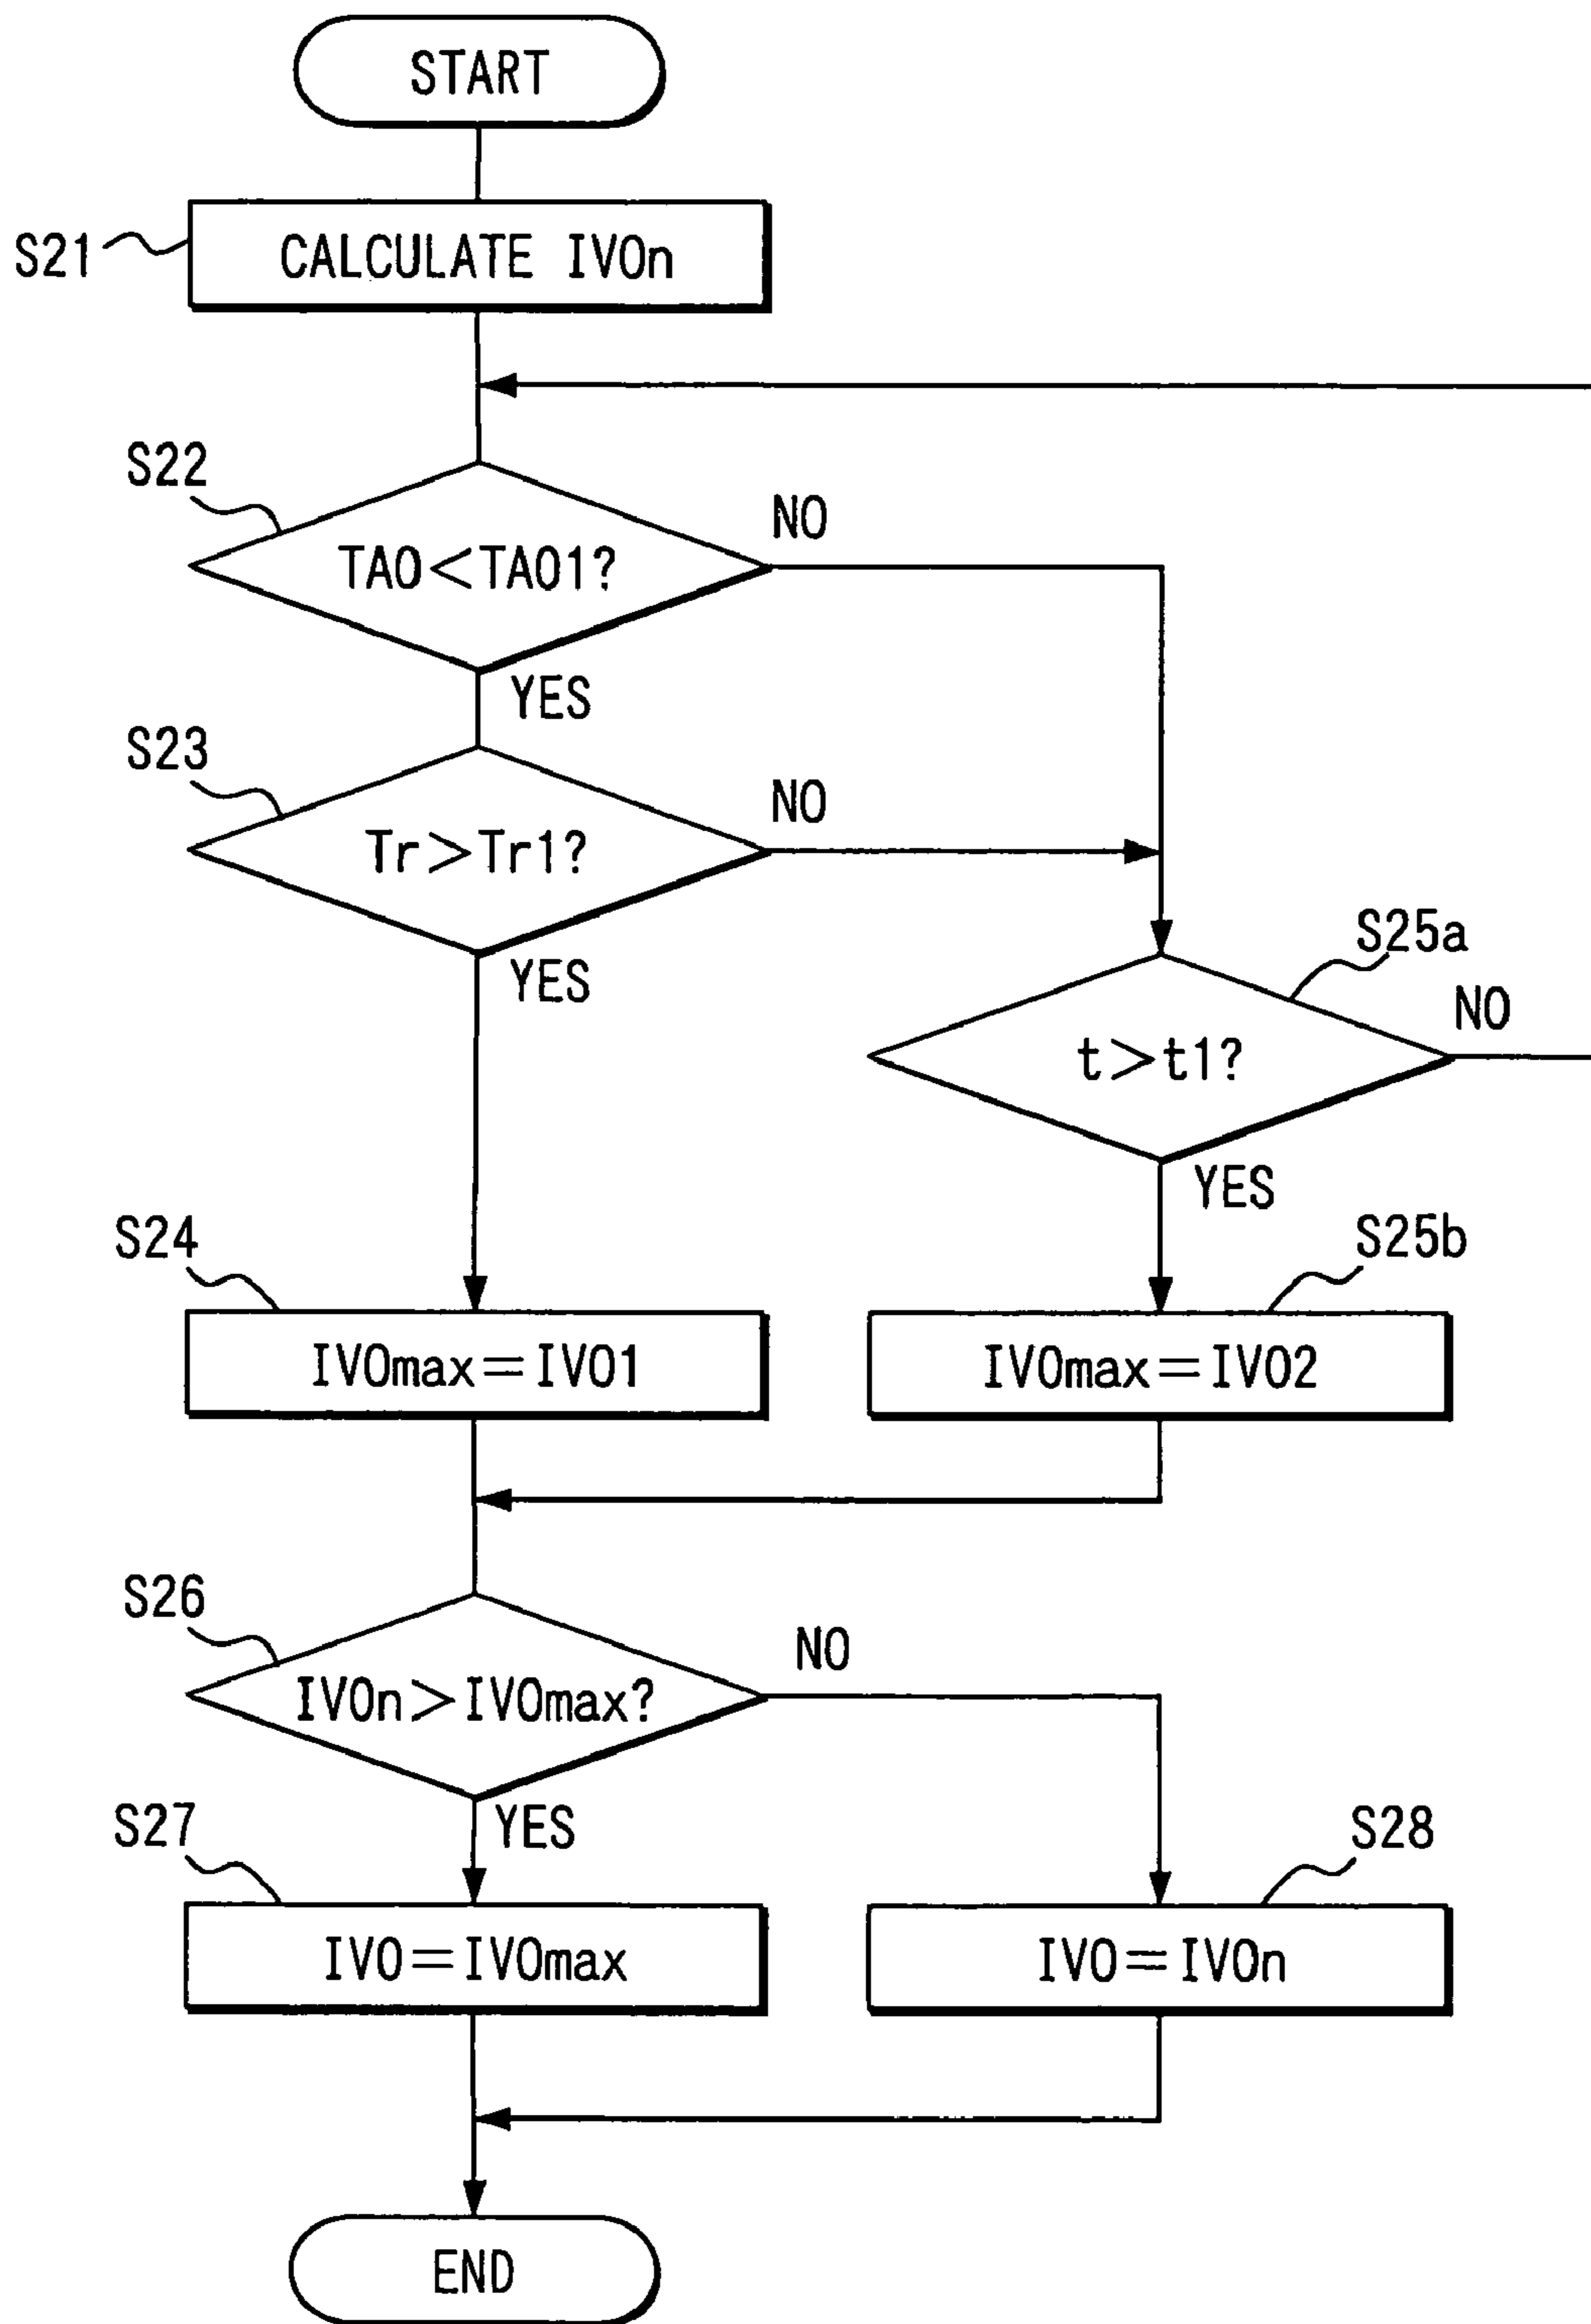 START
S21
CALCULATE IVOn
S22
TAO<TAO1?
NO
YES
S23
Tr>Tr1?
NO
YES
S25a
t>t1?
NO
YES
S24
IVOmax=IVO1
S25b
IVOmax=IVO2
S26
IVOn>IVOmax?
NO
YES
S27
IVO=IVOmax
S28
IVO=IVOn
END